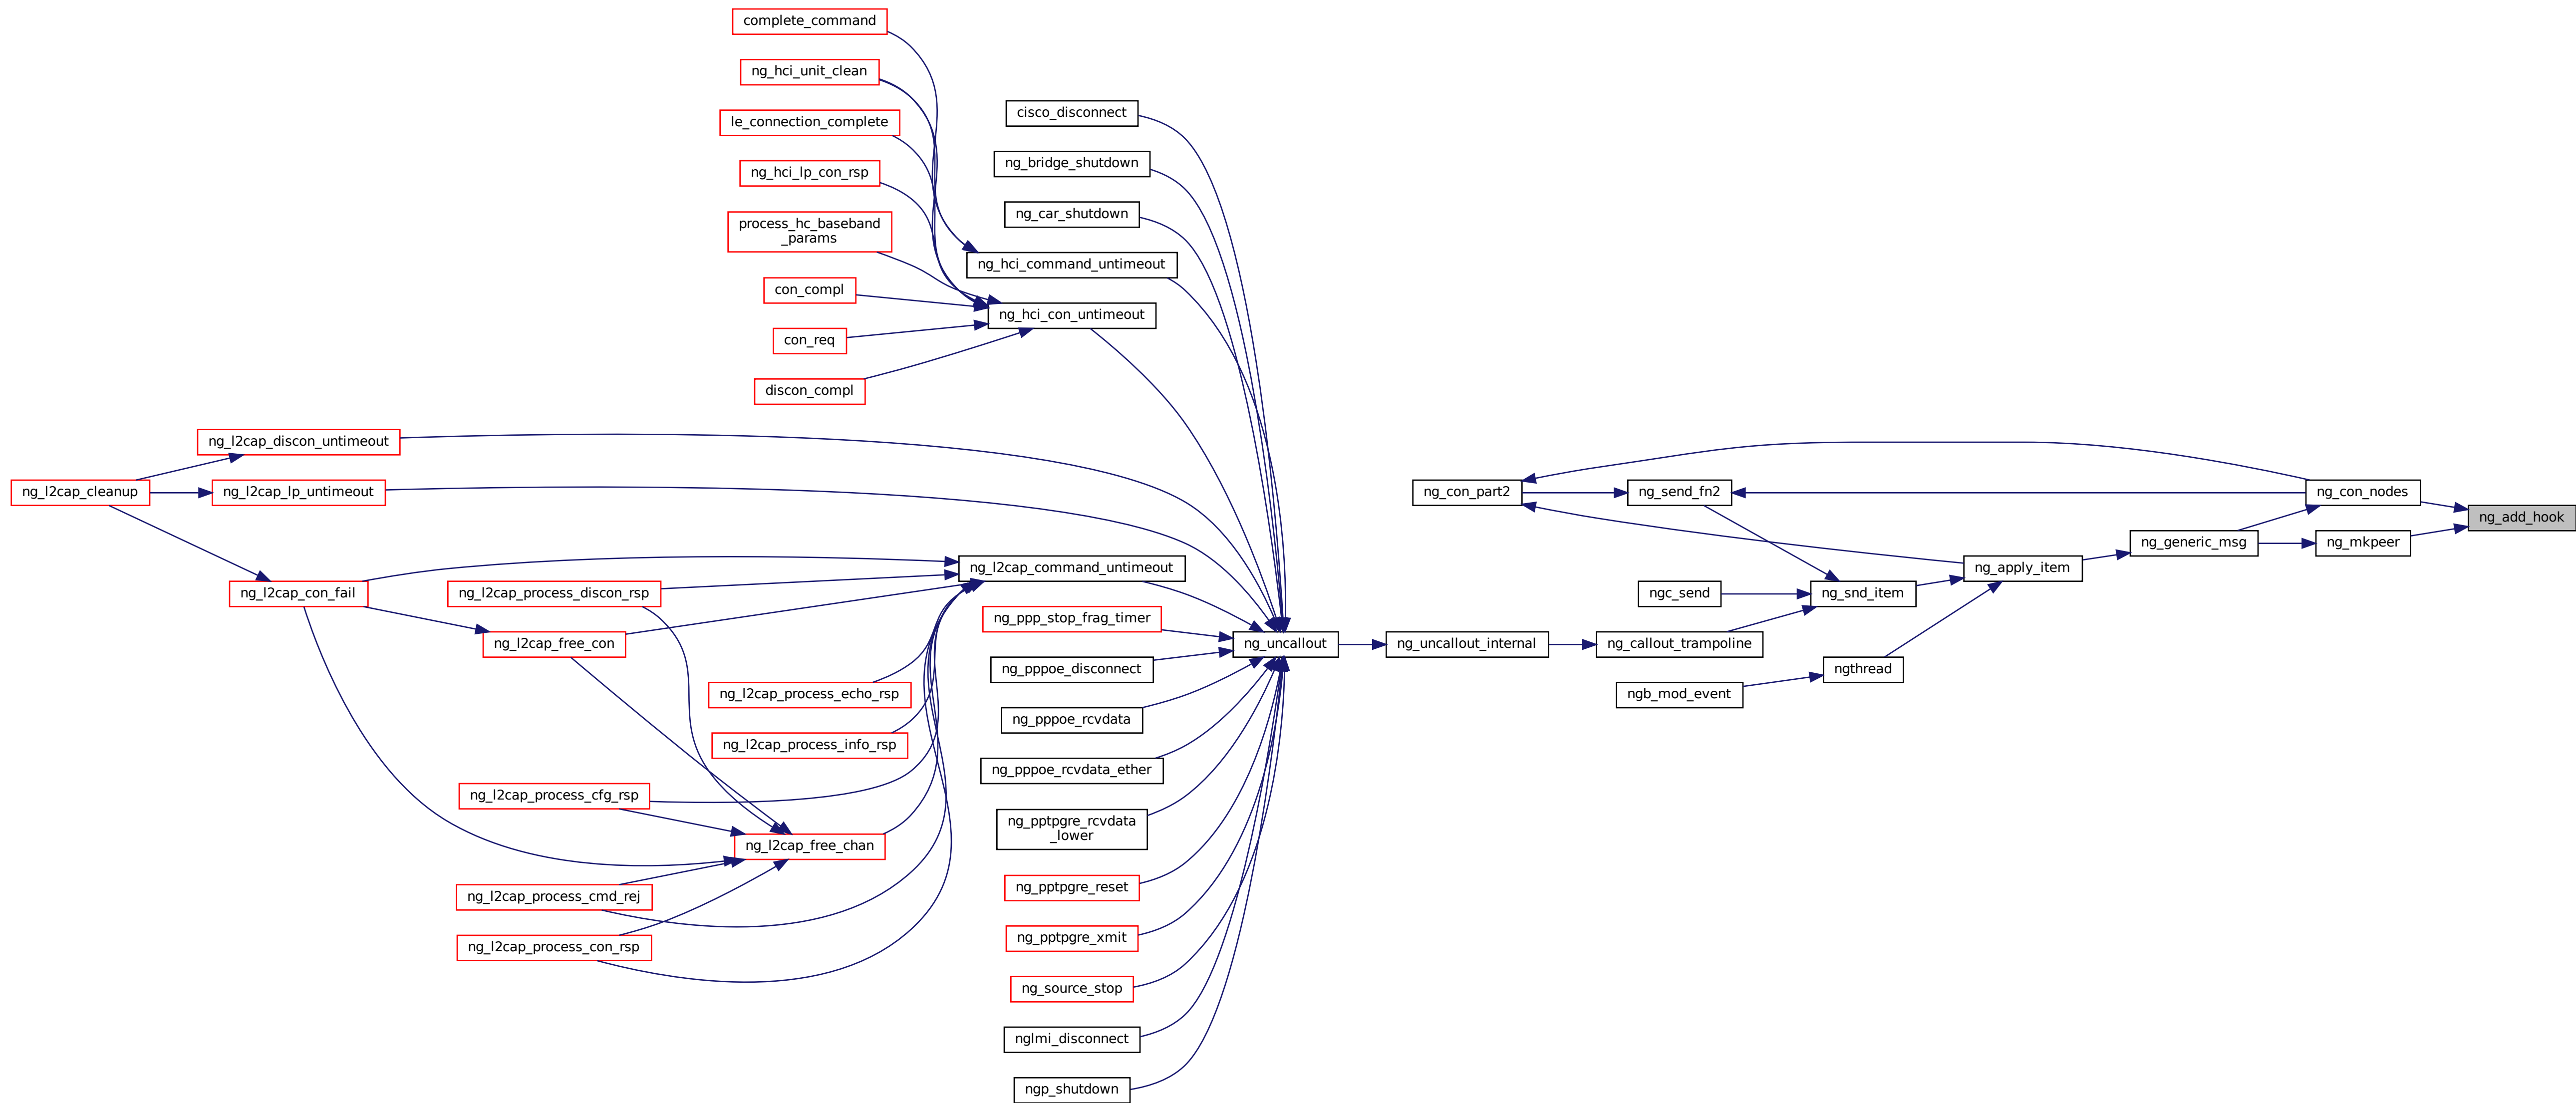 complete_command
ng_hci_unit_clean
le_connection_complete
ng_hci_lp_con_rsp
process_hc_baseband
_params
con_compl
con_req
discon_compl
cisco_disconnect
ng_bridge_shutdown
ng_car_shutdown
ng_hci_command_untimeout
ng_hci_con_untimeout
ng_l2cap_discon_untimeout
ng_l2cap_cleanup
ng_l2cap_lp_untimeout
ng_l2cap_con_fail
ng_l2cap_process_discon_rsp
ng_l2cap_free_con
ng_l2cap_process_echo_rsp
ng_l2cap_process_info_rsp
ng_l2cap_process_cfg_rsp
ng_l2cap_free_chan
ng_l2cap_process_cmd_rej
ng_l2cap_process_con_rsp
ng_l2cap_command_untimeout
ng_ppp_stop_frag_timer
ng_pppoe_disconnect
ng_pppoe_rcvdata
ng_pppoe_rcvdata_ether
ng_pptpgre_rcvdata
_lower
ng_pptpgre_reset
ng_pptpgre_xmit
ng_source_stop
nglmi_disconnect
ngp_shutdown
ng_uncallout
ng_uncallout_internal
ng_con_part2
ng_send_fn2
ngc_send
ng_callout_trampoline
ngb_mod_event
ng_snd_item
ngthread
ng_apply_item
ng_generic_msg
ng_con_nodes
ng_mkpeer
ng_add_hook